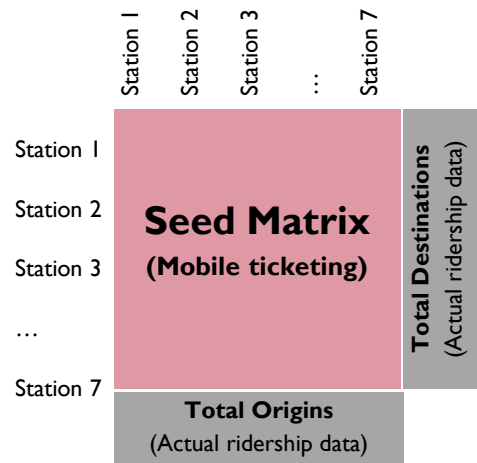 Station 1
Station 2
Station 3
…
Station 7
Station 1
Station 2
Station 3
…
Station 7
Seed Matrix
(Mobile ticketing)
Total Destinations
(Actual ridership data)
Total Origins
(Actual ridership data)